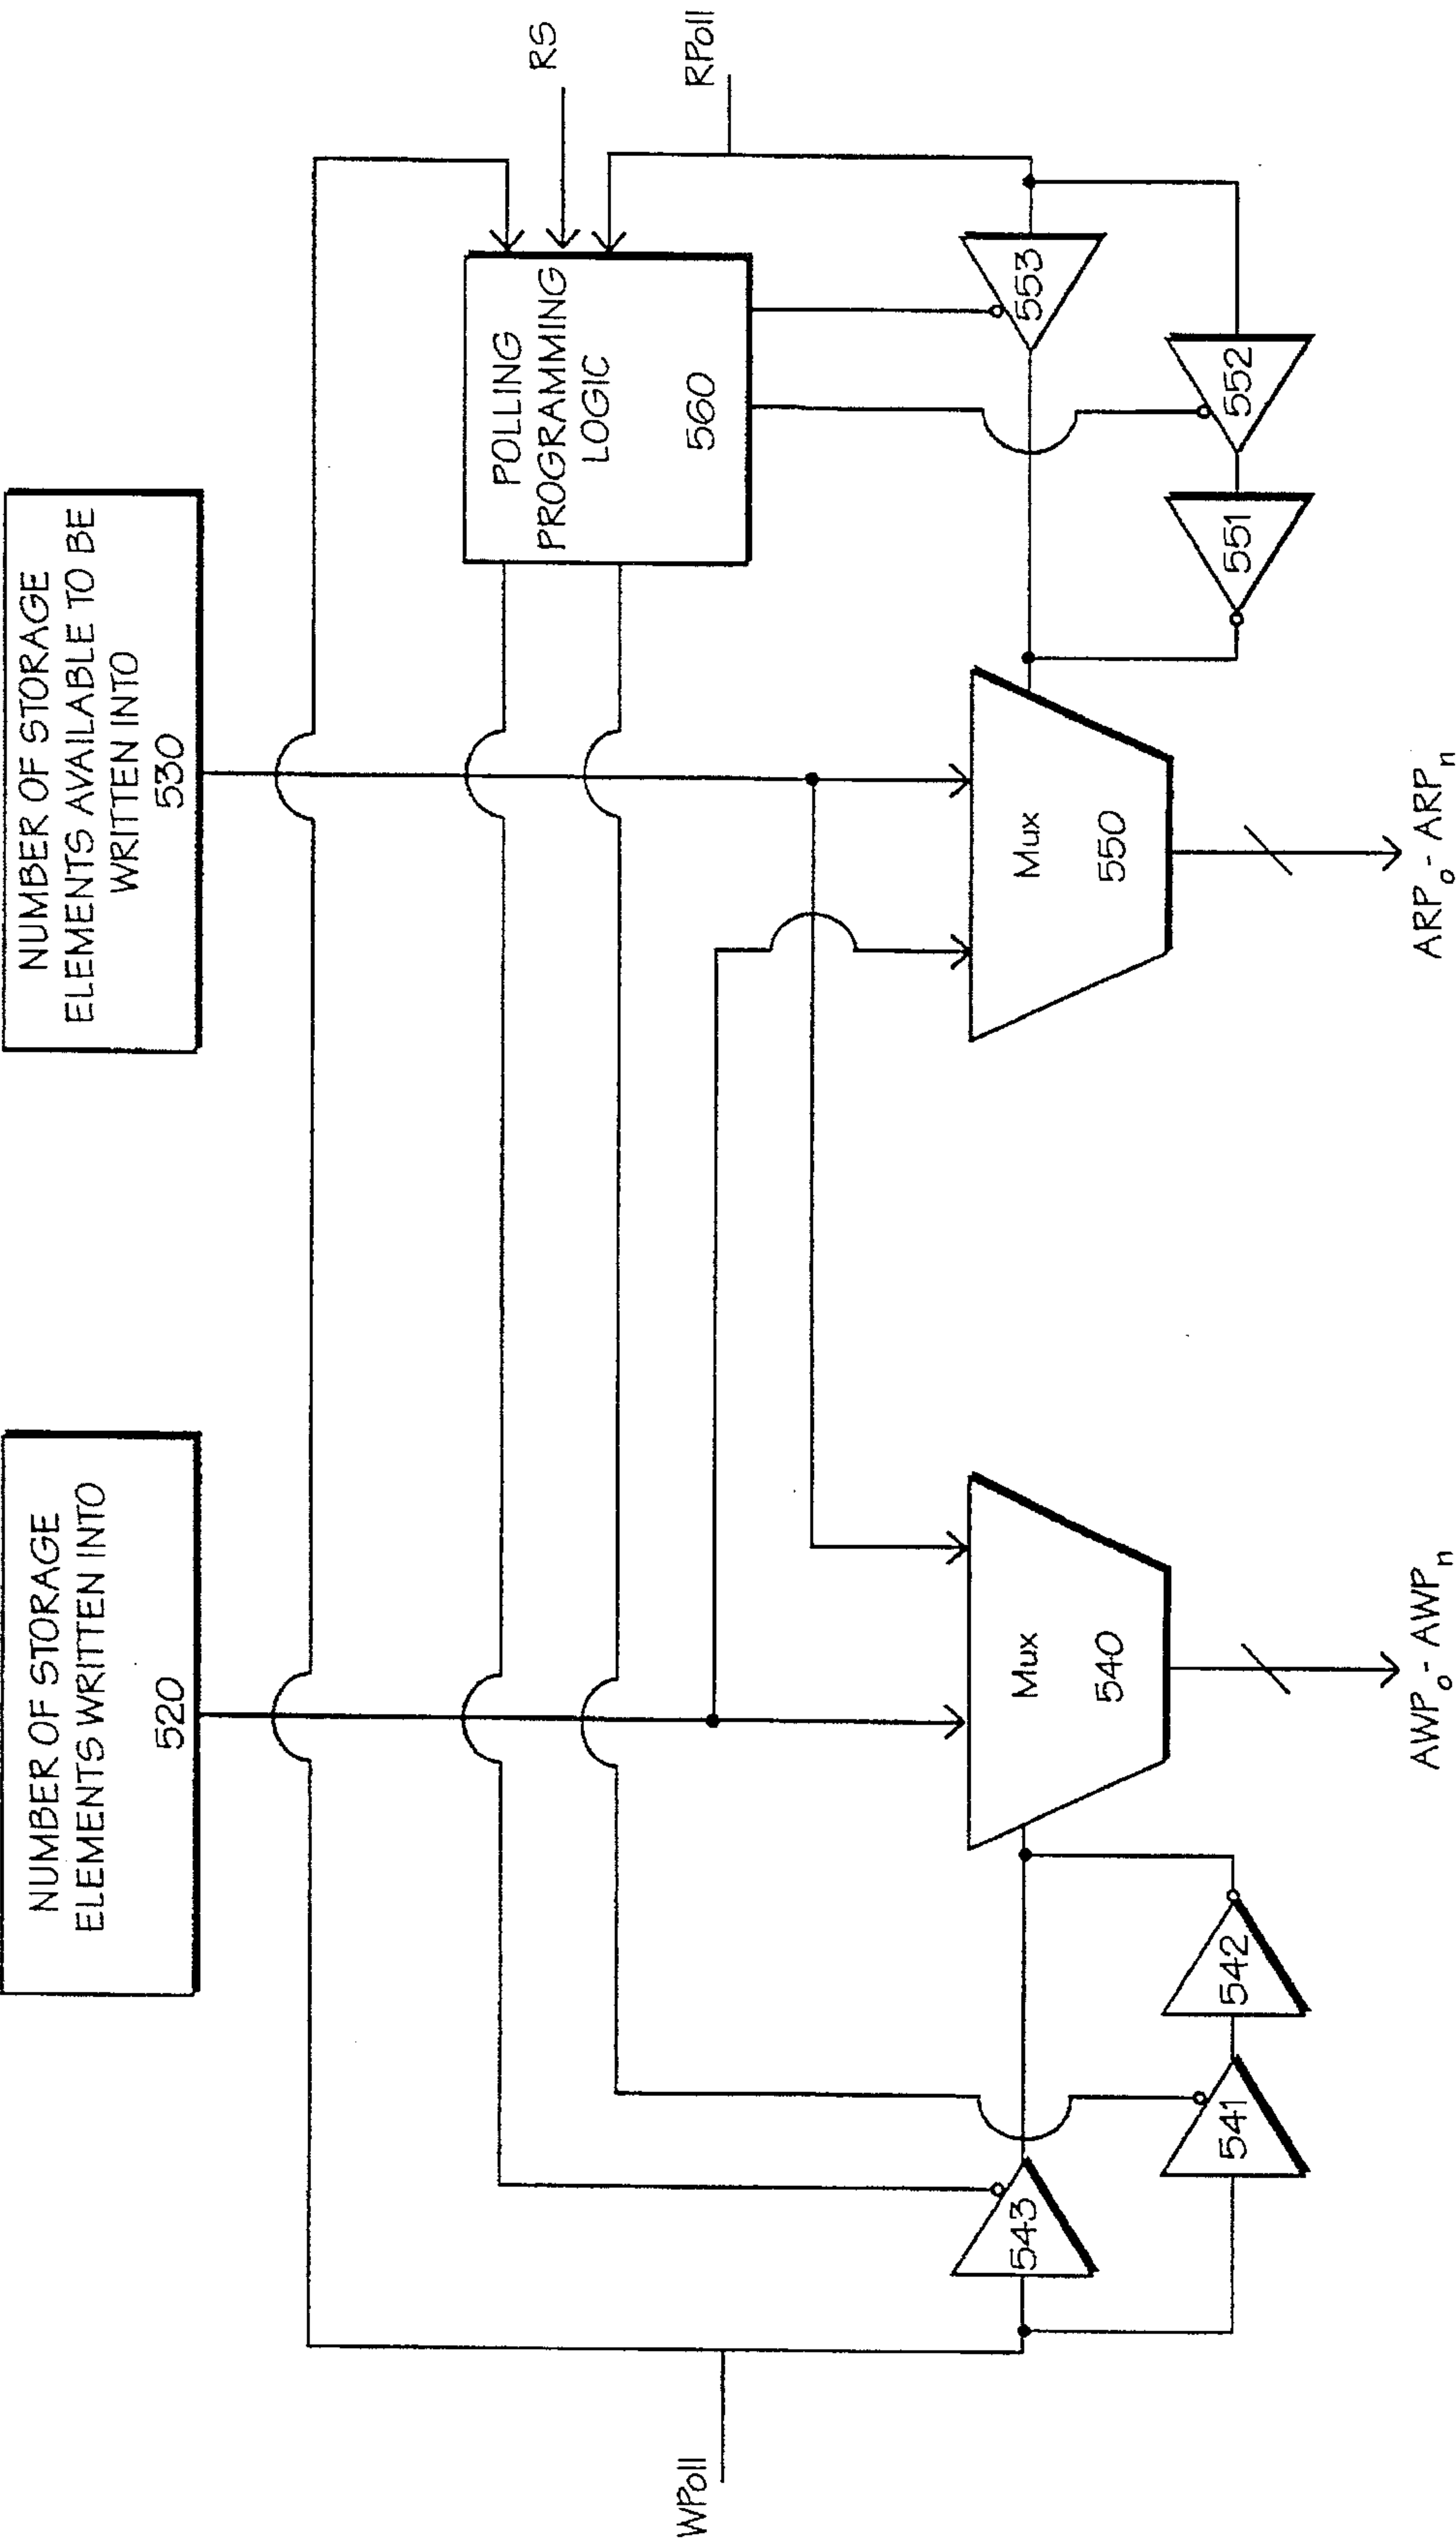 NUMBER OF STORAGE
ELEMENTS WRITTEN INTO
520
NUMBER OF STORAGE
ELEMENTS AVAILABLE TO BE
WRITTEN INTO
530
POLLING
PROGRAMMING
LOGIC
560
RS
WPoll
RPoll
543
541
542
Mux
540
Mux
550
553
551
552
AWP0 - AWPn
ARP0 - ARPn